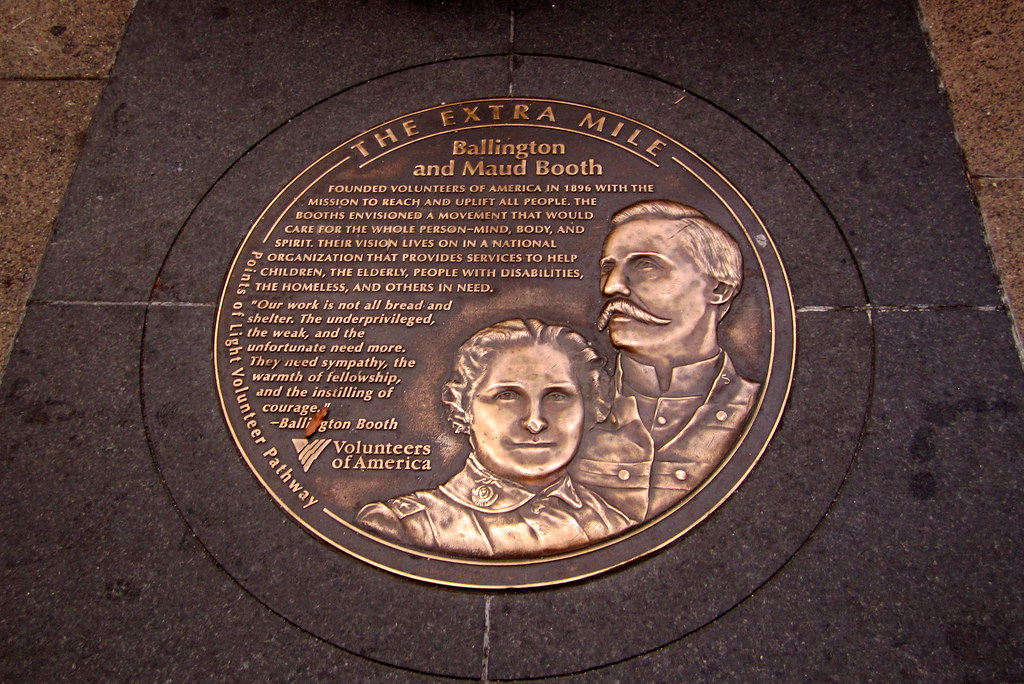 THE EXTRA MILE
Ballington
and Maud Booth
FOUNDED VOLUNTEERS OF AMERICA IN 1896 WITH THE
MISSION TO REACH AND UPLIFT ALL PEOPLE. THE
BOOTHS ENVISIONED A MOVEMENT THAT WOULD
CARE FOR THE WHOLE PERSON–MIND, BODY, AND
SPIRIT. THEIR VISION LIVES ON IN A NATIONAL
ORGANIZATION THAT PROVIDES SERVICES TO HELP
CHILDREN, THE ELDERLY, PEOPLE WITH DISABILITIES,
THE HOMELESS, AND OTHERS IN NEED.
"Our work is not all bread and
shelter. The underprivileged,
the weak, and the
unfortunate need more.
They need sympathy, the
warmth of fellowship,
and the instilling of
courage."
–Ballington Booth
Volunteers
of America
Points of Light Volunteer Pathway